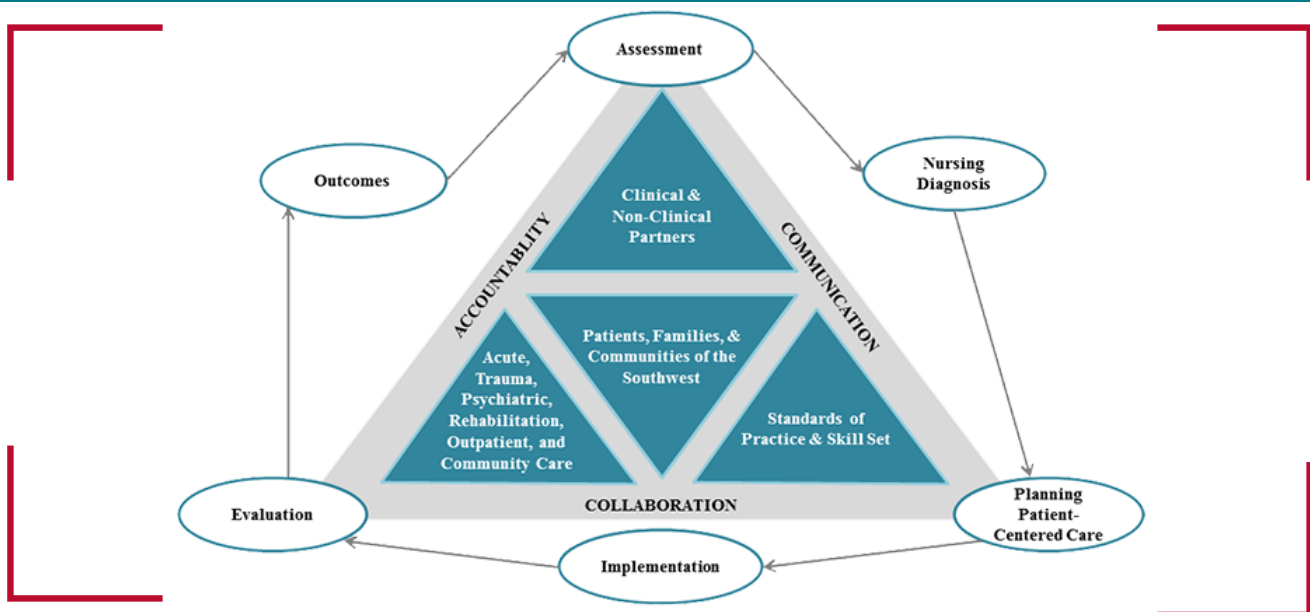 Assessment
Outcomes
Nursing
Diagnosis
Clinical &
Non-Clinical
Partners
ACCOUNTABLITY
COMMUNICATION
Patients, Families, &
Communities of the
Southwest
Acute,
Trauma,
Psychiatric,
Rehabilitation,
Outpatient, and
Community Care
Standards of
Practice & Skill Set
COLLABORATION
Evaluation
Planning
Patient-
Centered Care
Implementation